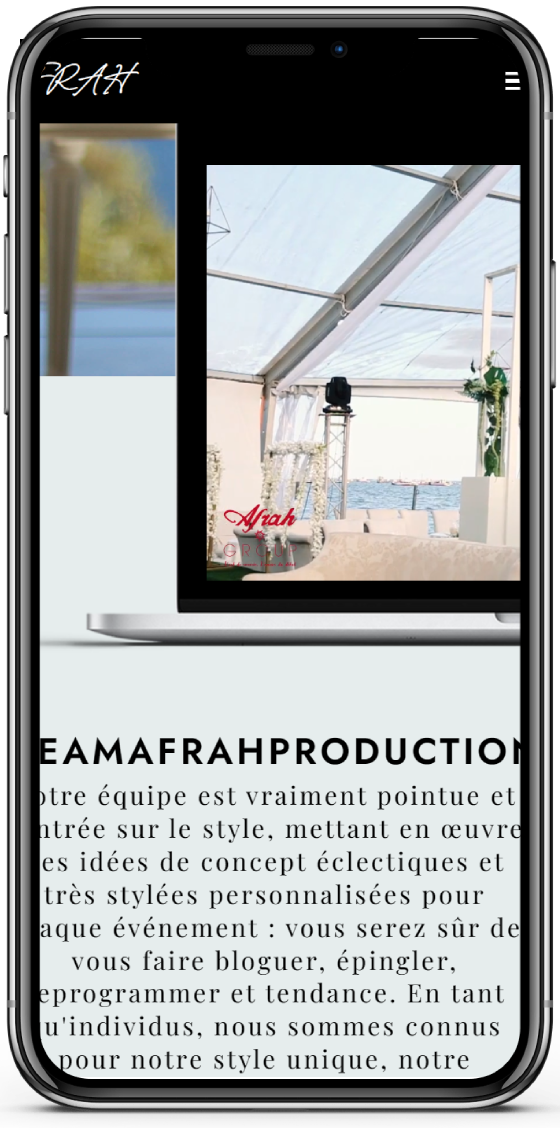 RAH
Afrah
GROUP
EAMAFRAHPRODUCTION
otre équipe est vraiment pointue et
ntrée sur le style, mettant en œuvre
es idées de concept éclectiques et
très stylées personnalisées pour
aque événement : vous serez sûr de
vous faire bloguer, épingler,
eprogrammer et tendance. En tant
u'individus, nous sommes connus
pour notre style unique, notre